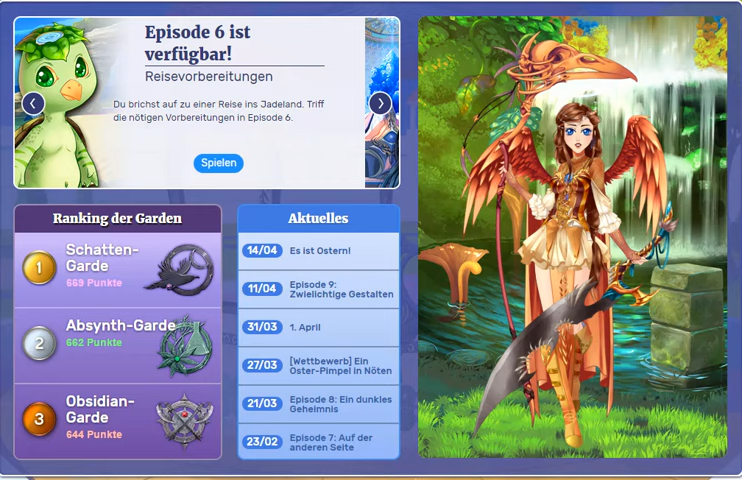 Episode 6 ist
verfügbar!
Reisevorbereitungen
Du brichst auf zu einer Reise ins Jadeland. Triff
die nötigen Vorbereitungen in Episode 6.
Spielen
Ranking der Garden
1
Schatten-
Garde
669 Punkte
2
Absynth-Garde
662 Punkte
3
Obsidian-
Garde
644 Punkte
Aktuelles
14/04 Es ist Ostern!
11/04 Episode 9:
Zwielichtige Gestalten
31/03 1. April
27/03 [Wettbewerb] Ein
Oster-Pimpel in Nöten
21/03 Episode 8: Ein dunkles
Geheimnis
23/02 Episode 7: Auf der
anderen Seite